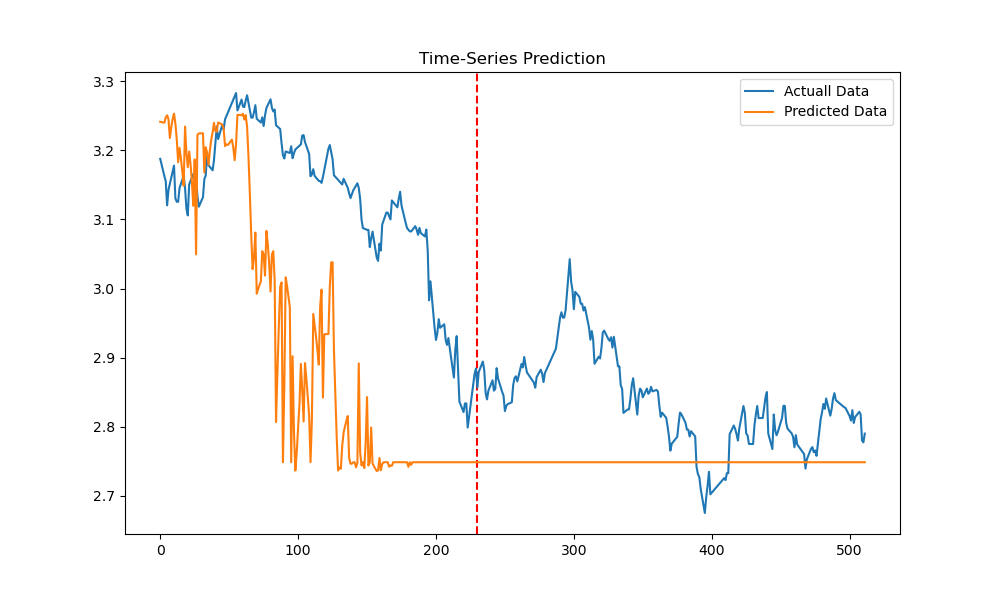 Time-Series Prediction
Actuall Data
Predicted Data
3.3
3.2
3.1
3.0
2.9
2.8
2.7
0 100 200 300 400 500